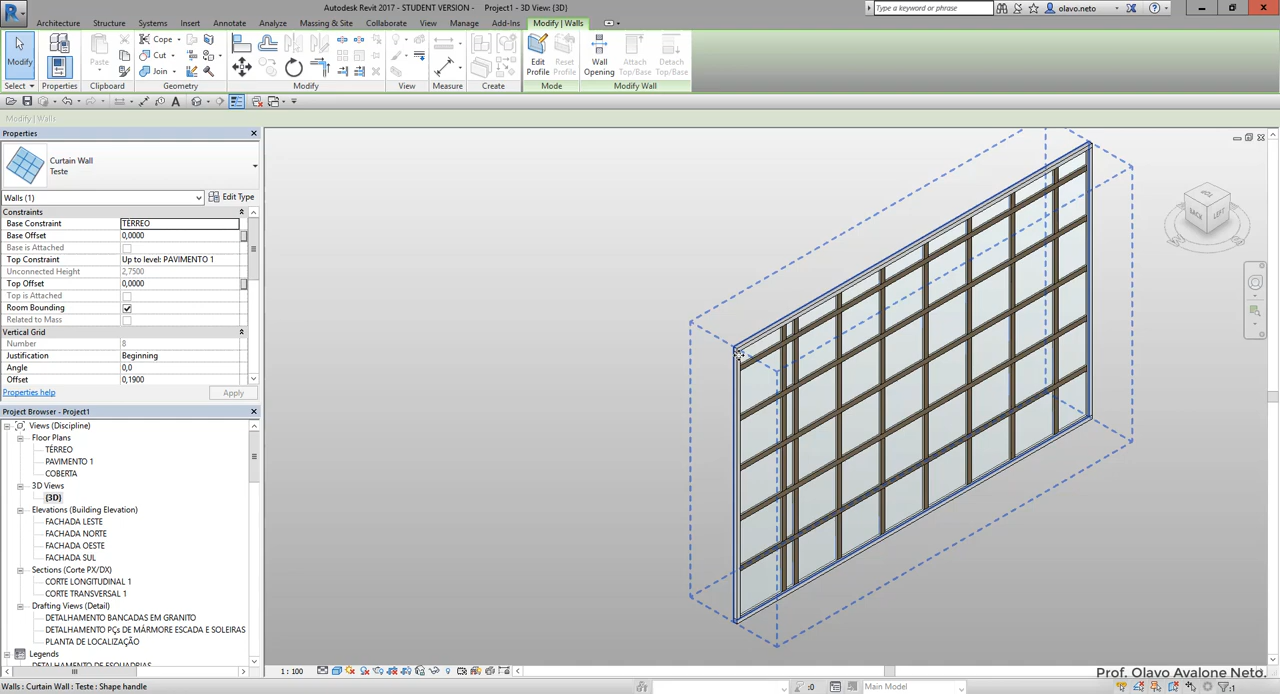 Autodesk Revit 2017 - STUDENT VERSION - Project1 - 3D View: {3D}
Type a keyword or phrase
olavo.neto
Architecture Structure Systems Insert Annotate Analyze Massing & Site Collaborate View Manage Add-Ins Modify | Walls
Modify
Paste
Cope
Cut
Join
Edit Profile
Reset Profile
Wall Opening
Attach Top/Base
Detach Top/Base
Select Properties Clipboard Geometry Modify View Measure Create Mode Modify Wall
Modify | Walls
Properties
Curtain Wall
Teste
Walls (1) Edit Type
Constraints
Base Constraint TÉRREO
Base Offset 0,0000
Base is Attached
Top Constraint Up to level: PAVIMENTO 1
Unconnected Height 2,7500
Top Offset 0,0000
Top is Attached
Room Bounding
Related to Mass
Vertical Grid
Number 8
Justification Beginning
Angle 0,0
Offset 0,1900
Properties help Apply
Project Browser - Project1
Views (Discipline)
Floor Plans
TÉRREO
PAVIMENTO 1
COBERTA
3D Views
{3D}
Elevations (Building Elevation)
FACHADA LESTE
FACHADA NORTE
FACHADA OESTE
FACHADA SUL
Sections (Corte PX/DX)
CORTE LONGITUDINAL 1
CORTE TRANSVERSAL 1
Drafting Views (Detail)
DETALHAMENTO BANCADAS EM GRANITO
DETALHAMENTO PÇs DE MÁRMORE ESCADA E SOLEIRAS
PLANTA DE LOCALIZAÇÃO
Legends
DETALHAMENTO DE ESQUADRIAS
BACK LEFT
1 : 100
Prof. Olavo Avalone Neto.
Walls : Curtain Wall : Teste : Shape handle
:0
Main Model
:1